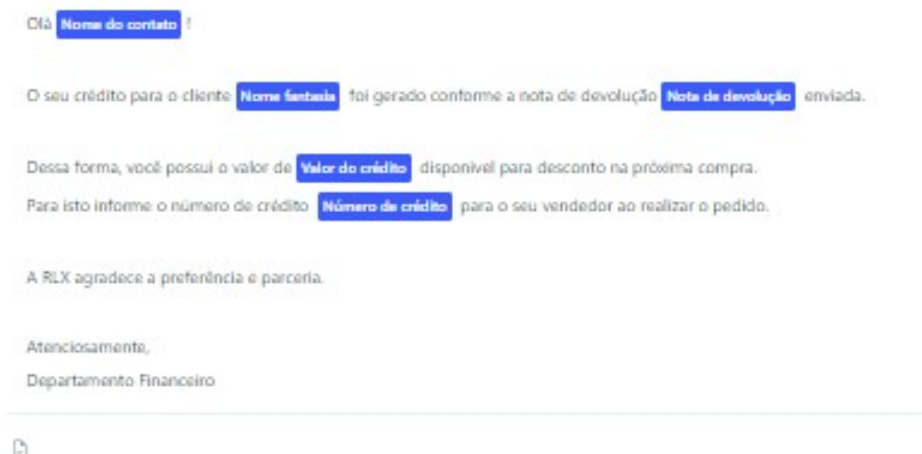 Olá Nome do contato !
O seu crédito para o cliente Nome fantasia foi gerado conforme a nota de devolução Nota de devolução enviada.
Dessa forma, você possui o valor de Valor do crédito disponível para desconto na próxima compra.
Para isto informe o número de crédito Número de crédito para o seu vendedor ao realizar o pedido.
A RLX agradece a preferência e parceria.
Atenciosamente,
Departamento Financeiro